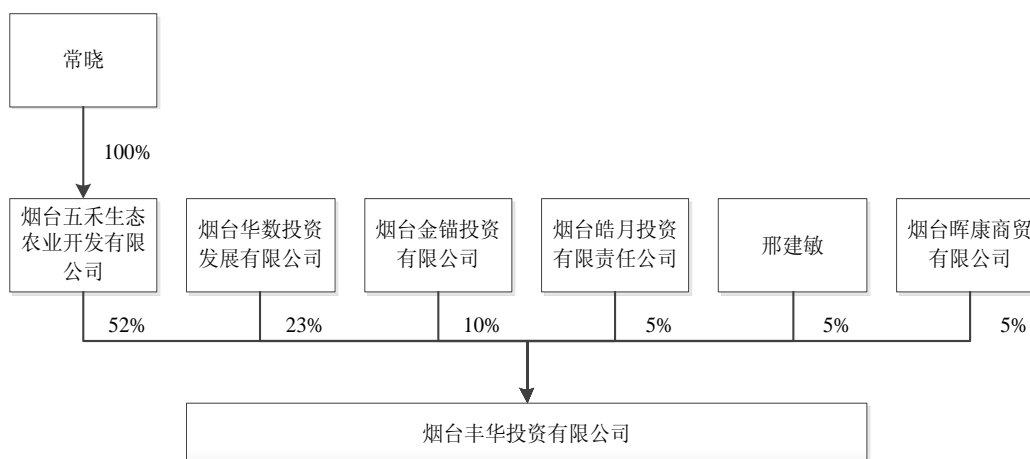 常晓
100%
烟台五禾生态
农业开发有限
公司
烟台华数投资
发展有限公司
烟台金锚投资
有限公司
烟台皓月投资
有限责任公司
邢建敏
烟台晖康商贸
有限公司
52%
23%
10%
5%
5%
5%
烟台丰华投资有限公司